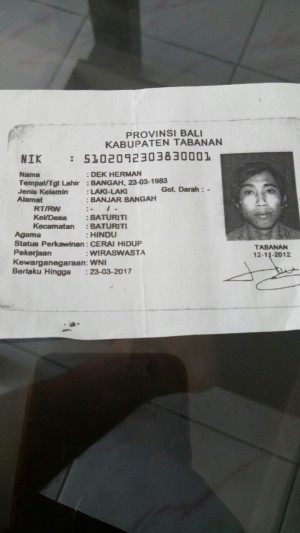 PROVINSI BALI
KABUPATEN TABANAN
NIK : 5102092303830001
Nama : DEK HERMAN
Tempat/Tgl Lahir : BANGAH, 23-03-1983
Jenis Kelamin : LAKI-LAKI Gol. Darah : -
Alamat : BANJAR BANGAH
RT/RW : - / -
Kel/Desa : BATURITI
Kecamatan : BATURITI
Agama : HINDU
Status Perkawinan : CERAI HIDUP
Pekerjaan : WIRASWASTA
Kewarganegaraan : WNI
Berlaku Hingga : 23-03-2017
TABANAN
12-11-2012